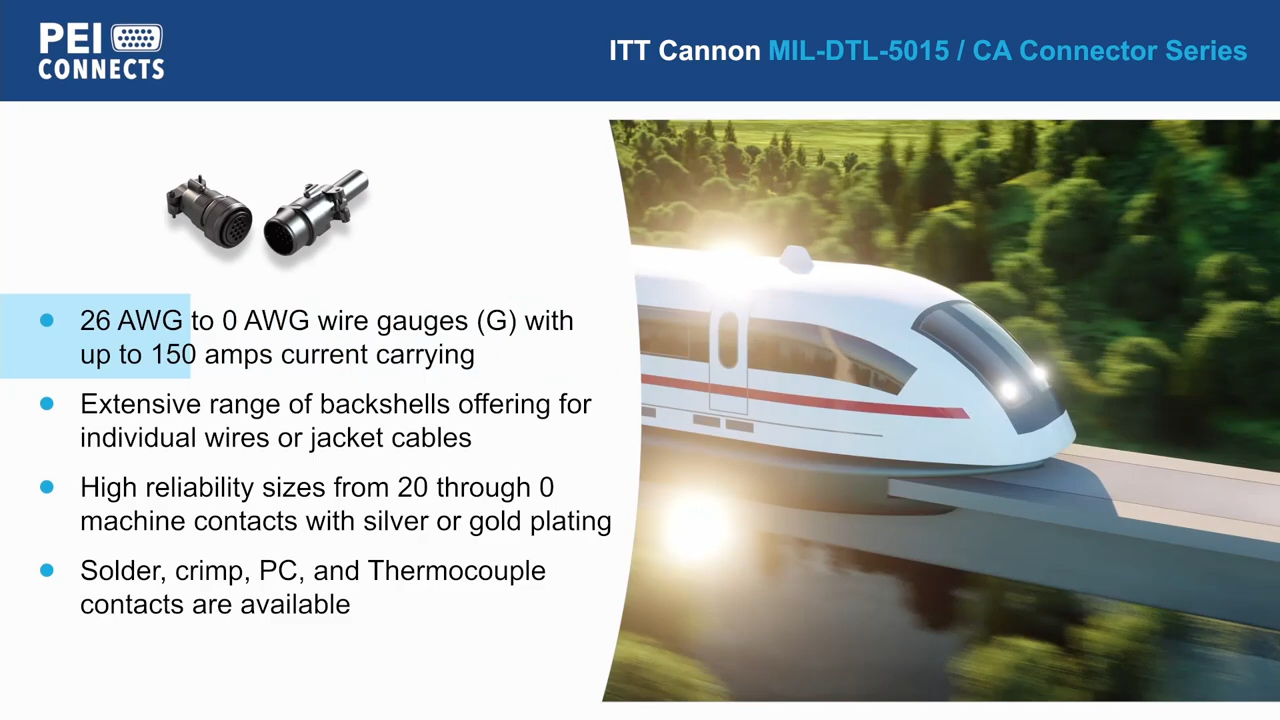 PEI
CONNECTS
ITT Cannon MIL-DTL-5015 / CA Connector Series
26 AWG to 0 AWG wire gauges (G) with
up to 150 amps current carrying
Extensive range of backshells offering for
individual wires or jacket cables
High reliability sizes from 20 through 0
machine contacts with silver or gold plating
Solder, crimp, PC, and Thermocouple
contacts are available